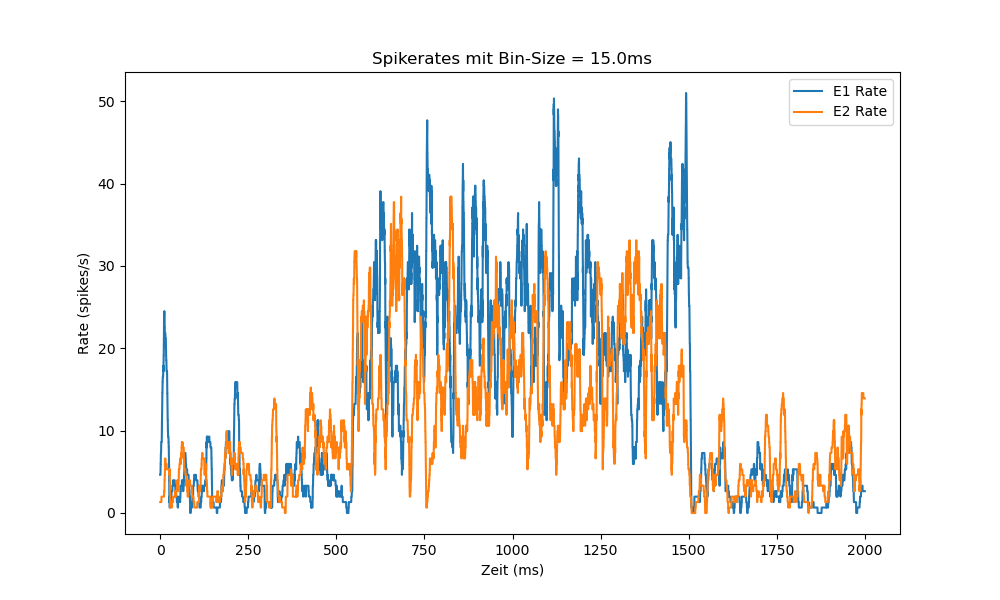 Spikerates mit Bin-Size = 15.0ms
E1 Rate
E2 Rate
50
40
30
20
10
0
Rate (spikes/s)
0 250 500 750 1000 1250 1500 1750 2000
Zeit (ms)